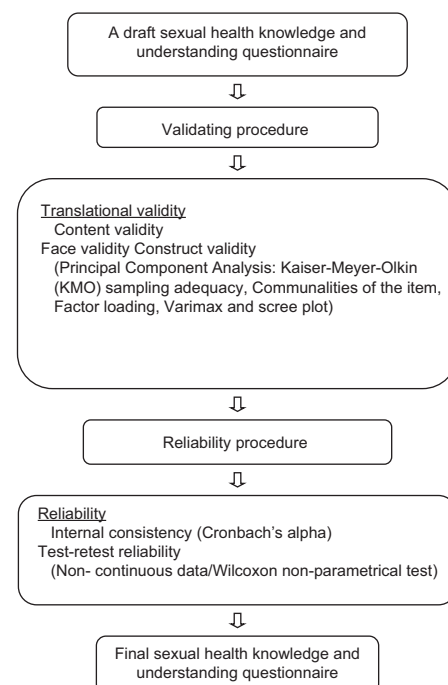 A draft sexual health knowledge and
understanding questionnaire
Validating procedure
Translational validity
Content validity
Face validity Construct validity
(Principal Component Analysis: Kaiser-Meyer-Olkin
(KMO) sampling adequacy, Communalities of the item,
Factor loading, Varimax and scree plot)
Reliability procedure
Reliability
Internal consistency (Cronbach's alpha)
Test-retest reliability
(Non- continuous data/Wilcoxon non-parametrical test)
Final sexual health knowledge and
understanding questionnaire